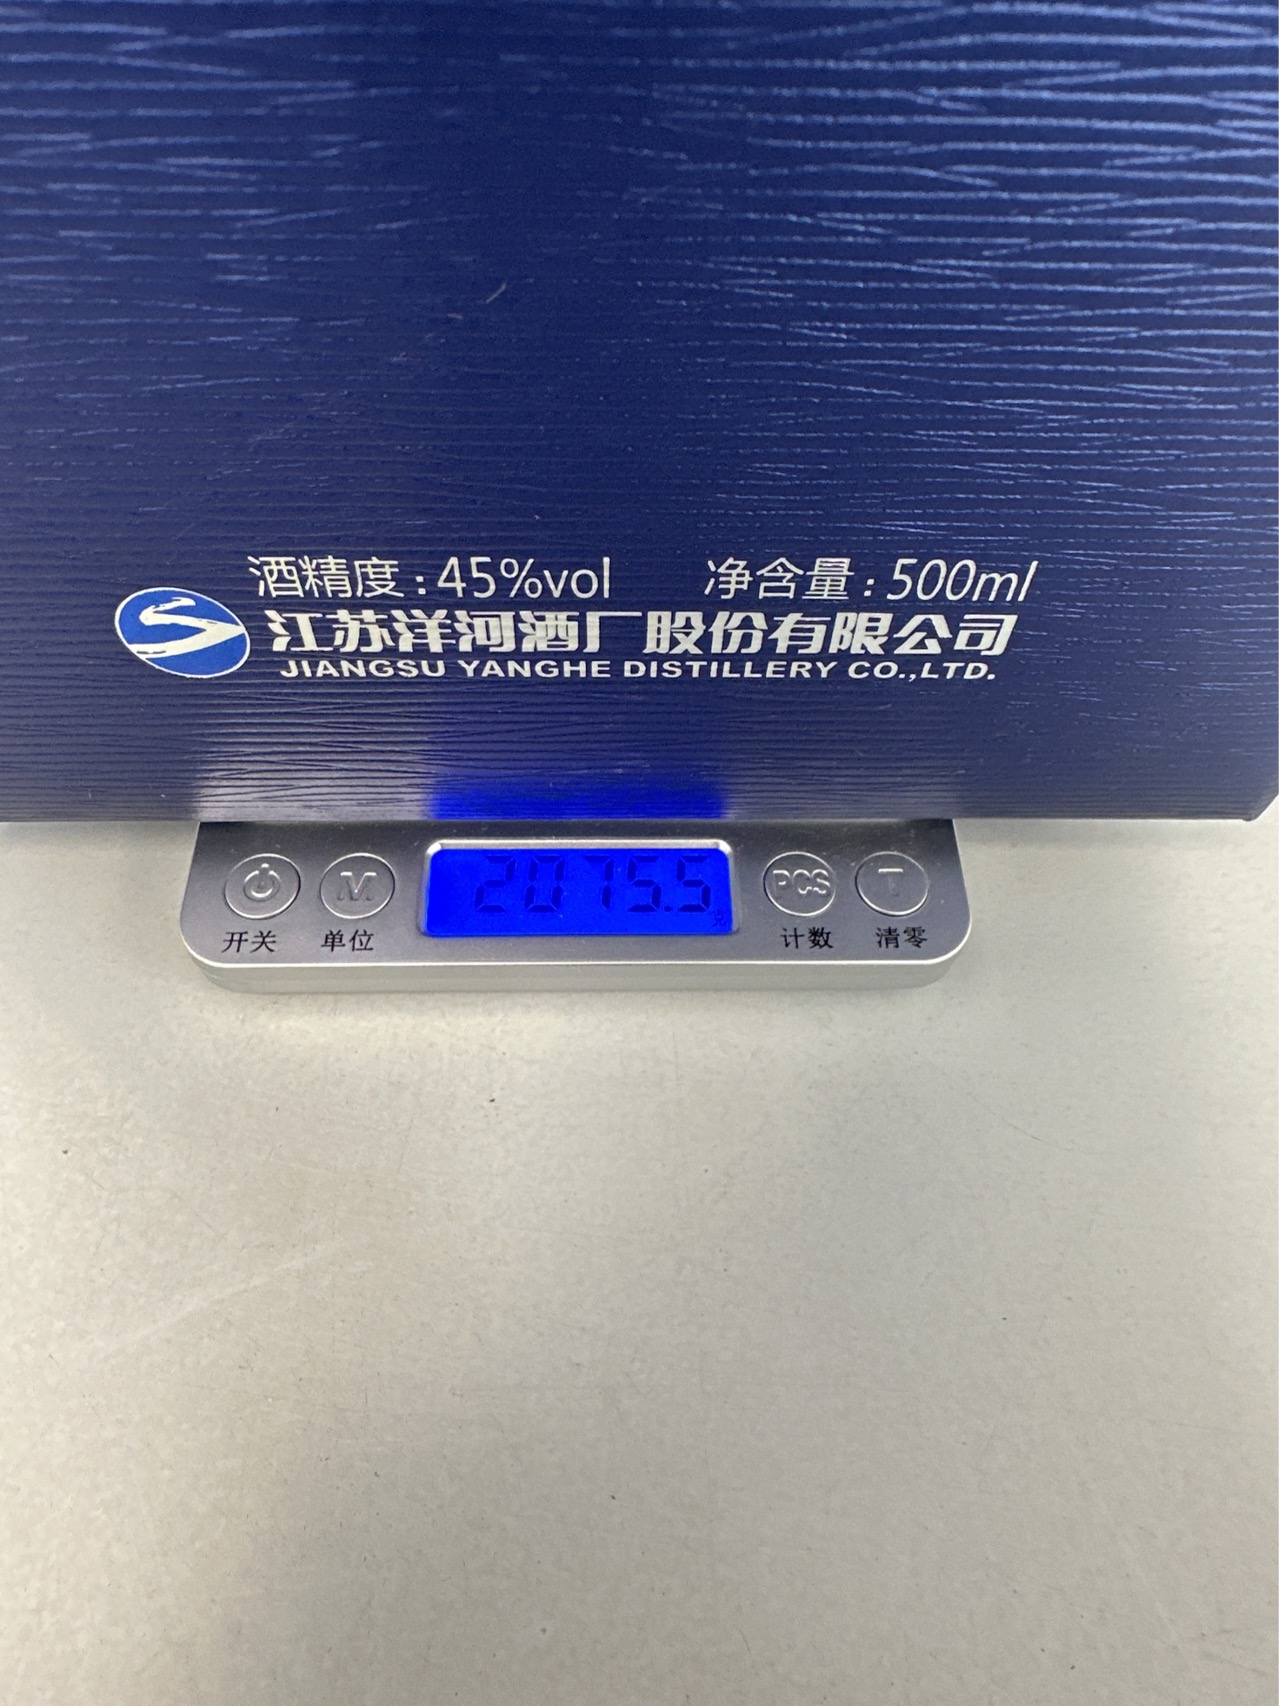 酒精度:45%vol 净含量:500ml
江苏洋河酒厂股份有限公司
JIANGSU YANGHE DISTILLERY CO.,LTD.
M 2075.5 克 PCS T
开关 单位 计数 清零